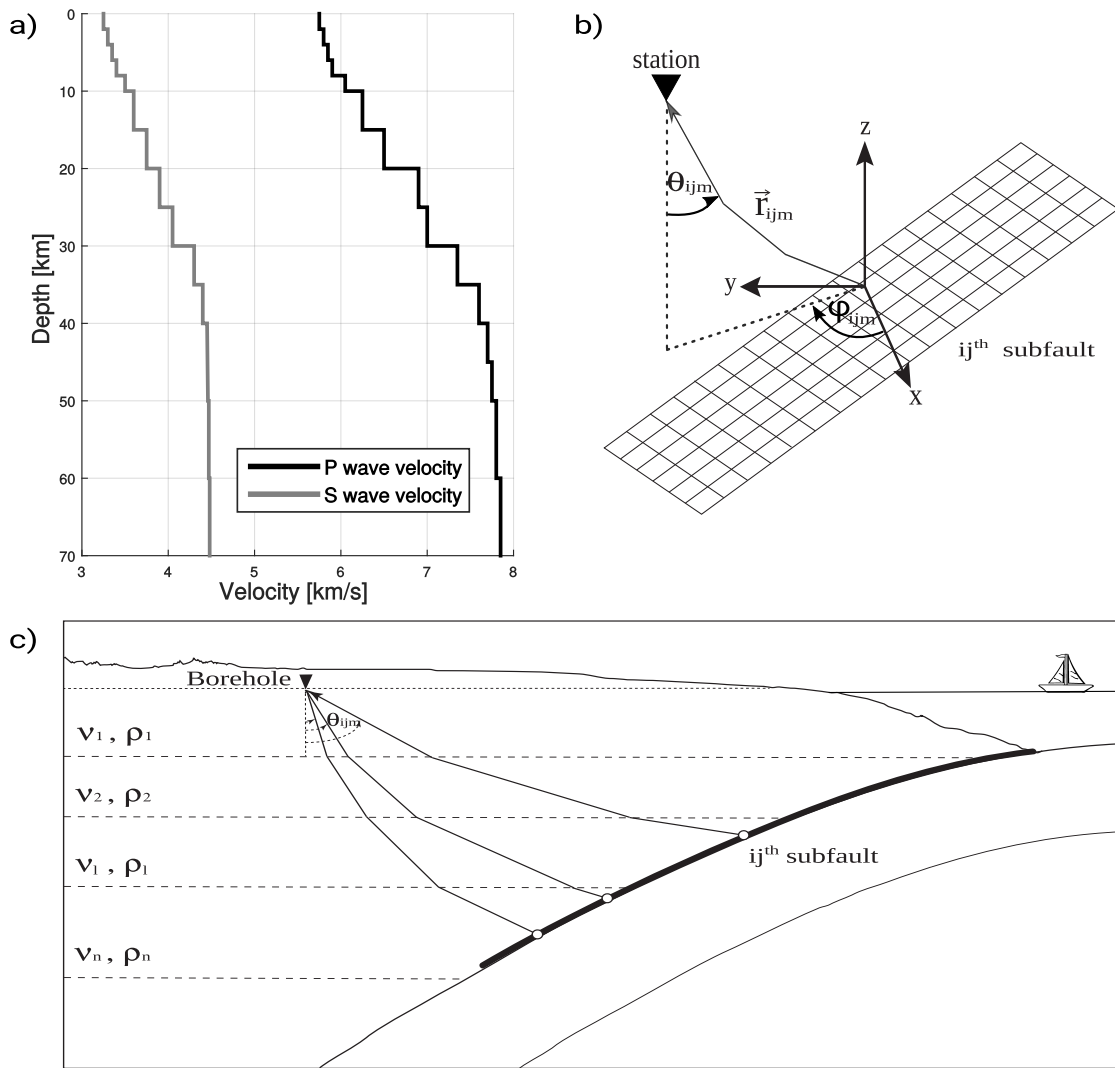 a)
0
10
20
30
40
50
60
70
Depth [km]
3
4
5
6
7
8
Velocity [km/s]
P wave velocity
S wave velocity
b)
station
z
θijm
r⃗ijm
y
φijm
ijth subfault
x
c)
Borehole
θijm
ν1 , ρ1
ν2 , ρ2
ijth subfault
νl , ρl
νn , ρn